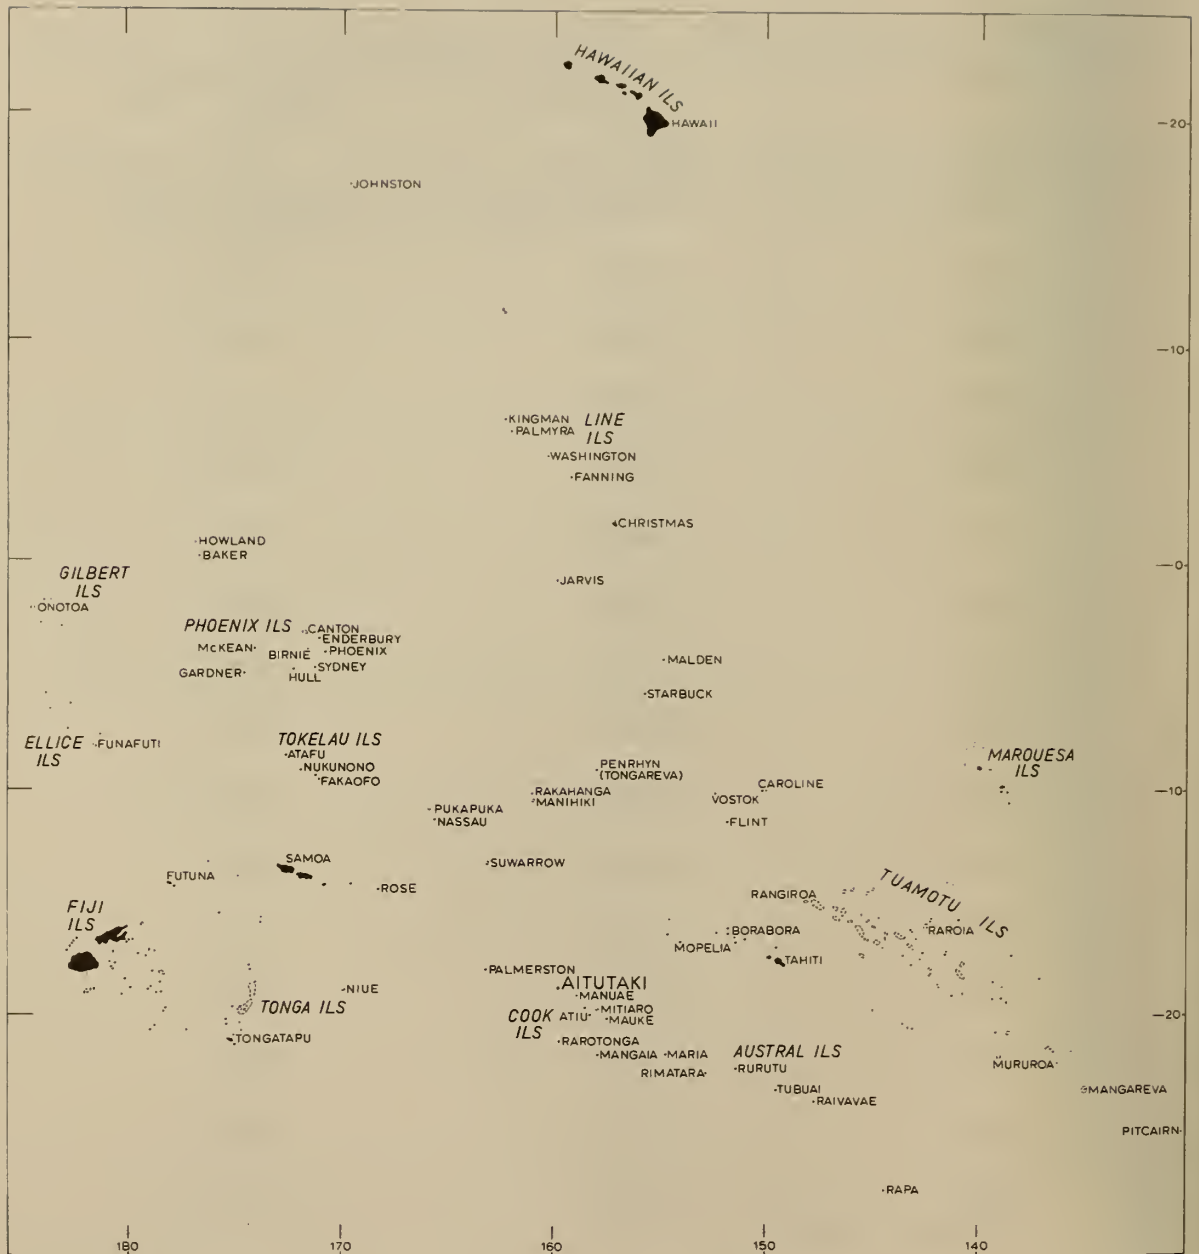 HAWAIIAN ILS
HAWAII
—20
JOHNSTON
—10
KINGMAN
LINE
ILS
PALMYRA
WASHINGTON
FANNING
CHRISTMAS
HOWLAND
BAKER
—0
GILBERT
ILS
JARVIS
ONOTOA
PHOENIX ILS
CANTON
ENDERBURY
McKEAN
BIRNIE
PHOENIX
SYDNEY
GARDNER
HULL
MALDEN
STARBUCK
ELLICE
ILS
FUNAFUTI
TOKELAU ILS
ATAFU
NUKUNONO
FAKAOFO
MARQUESA
ILS
PENRHYN
(TONGAREVA)
RAKAHANGA
MANIHIKI
CAROLINE
VOSTOK
—10
PUKAPUKA
NASSAU
FLINT
SAMOA
SUWARROW
FUTUNA
ROSE
TUAMOTU ILS
RANGIROA
FIJI
ILS
RAROIA
BORABORA
MOPELIA
TAHITI
PALMERSTON
AITUTAKI
NIUE
MANUAE
TONGA ILS
COOK
ILS
ATIU
MITIARO
MAUKE
—20
TONGATAPU
RAROTONGA
MANGAIA
MARIA
AUSTRAL ILS
RIMATARA
RURUTU
MURUROA
TUBUAI
RAIVAVAE
MANGAREVA
PITCAIRN
RAPA
180
170
160
150
140